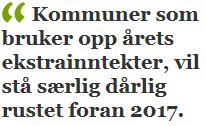 “ Kommuner som
bruker opp årets
ekstrainntekter, vil
stå særlig dårlig
rustet foran 2017.